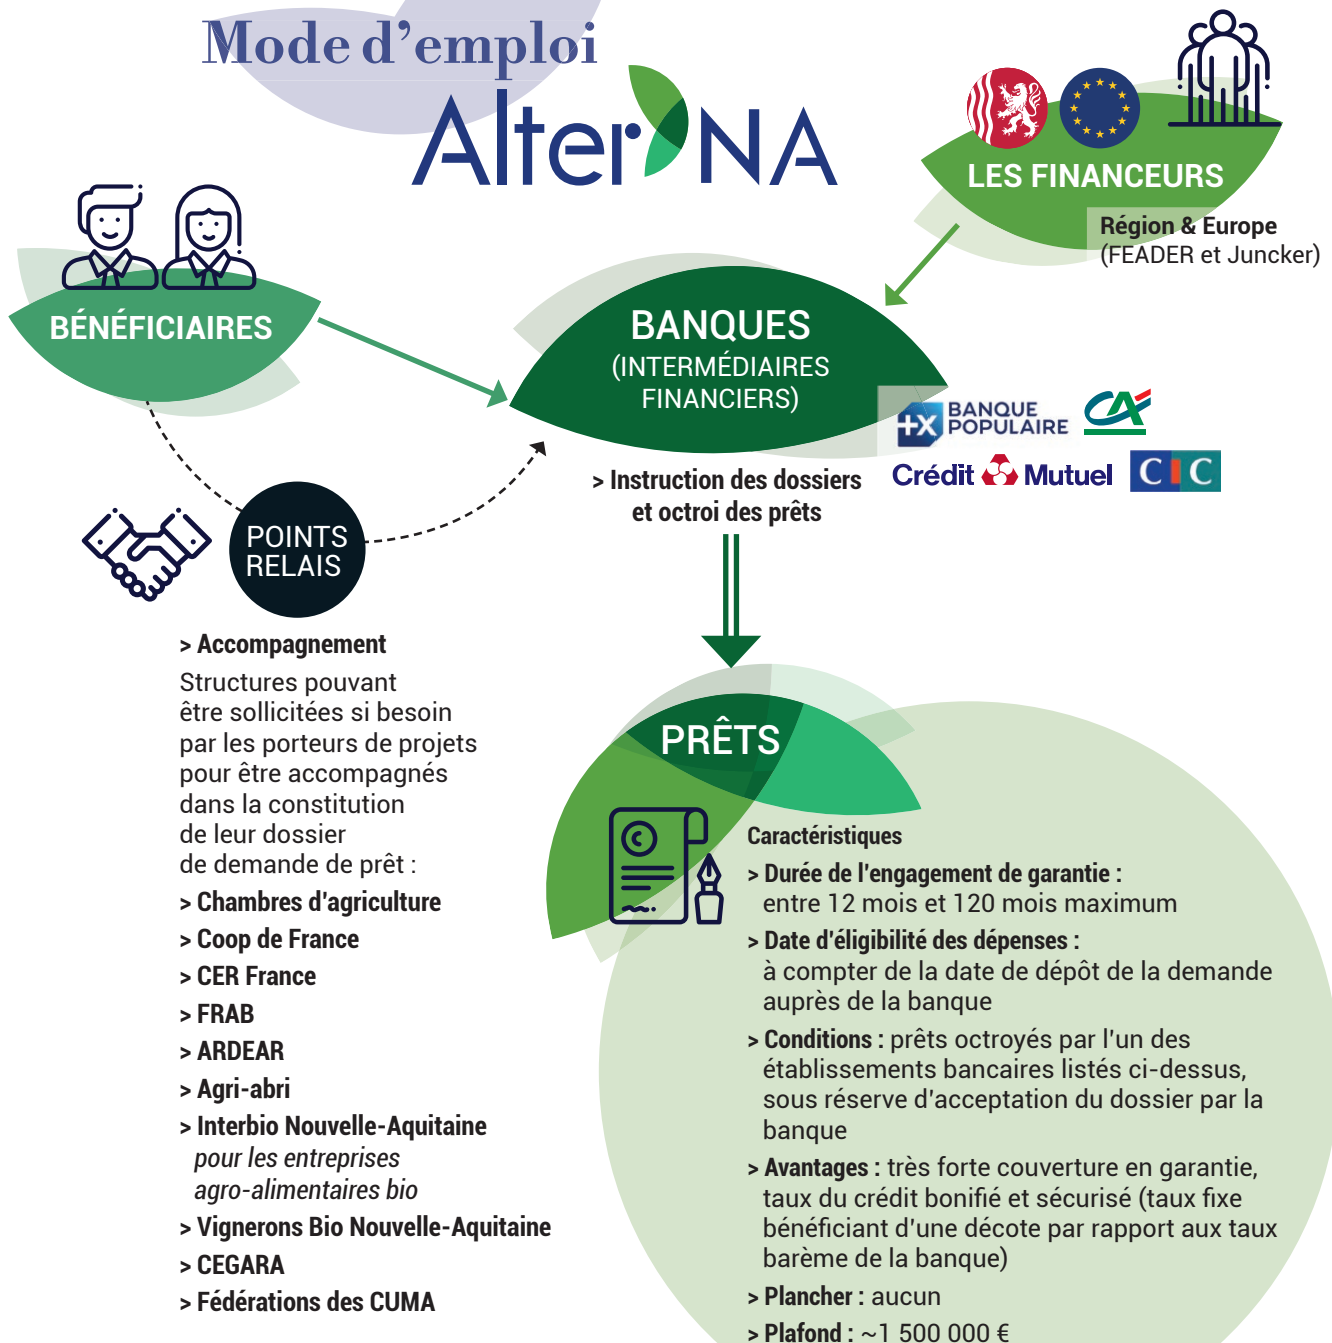 Mode d'emploi
Alter'NA
LES FINANCEURS
Région & Europe
(FEADER et Juncker)
BÉNÉFICIAIRES
BANQUES
(INTERMÉDIAIRES
FINANCIERS)
BANQUE
POPULAIRE
CA
Crédit Mutuel
CIC
> Instruction des dossiers
et octroi des prêts
POINTS
RELAIS
> Accompagnement
Structures pouvant
être sollicitées si besoin
par les porteurs de projets
pour être accompagnés
dans la constitution
de leur dossier
de demande de prêt :
> Chambres d'agriculture
> Coop de France
> CER France
> FRAB
> ARDEAR
> Agri-abri
> Interbio Nouvelle-Aquitaine
pour les entreprises
agro-alimentaires bio
> Vignerons Bio Nouvelle-Aquitaine
> CEGARA
> Fédérations des CUMA
PRÊTS
Caractéristiques
> Durée de l'engagement de garantie :
entre 12 mois et 120 mois maximum
> Date d'éligibilité des dépenses :
à compter de la date de dépôt de la demande
auprès de la banque
> Conditions : prêts octroyés par l'un des
établissements bancaires listés ci-dessus,
sous réserve d'acceptation du dossier par la
banque
> Avantages : très forte couverture en garantie,
taux du crédit bonifié et sécurisé (taux fixe
bénéficiant d'une décote par rapport aux taux
barème de la banque)
> Plancher : aucun
> Plafond : ~1 500 000 €